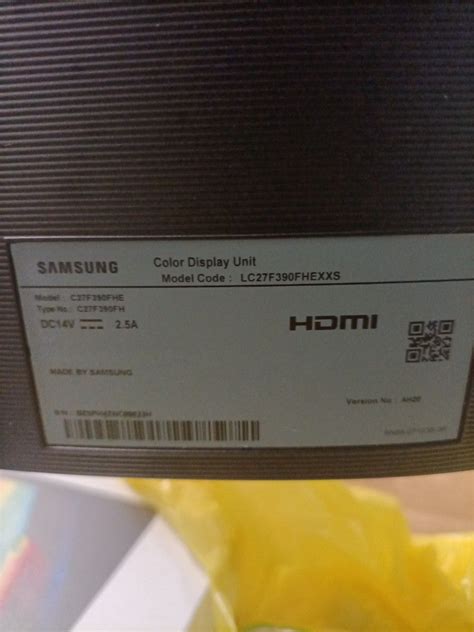 SAMSUNG
Color Display Unit
Model Code : LC27F390FHEXXS
Model : C27F390FHE
Type No. : C27F390FH
DC14V 2.5A
HDMI
MADE BY SAMSUNG
Version No : AH20
S/N :